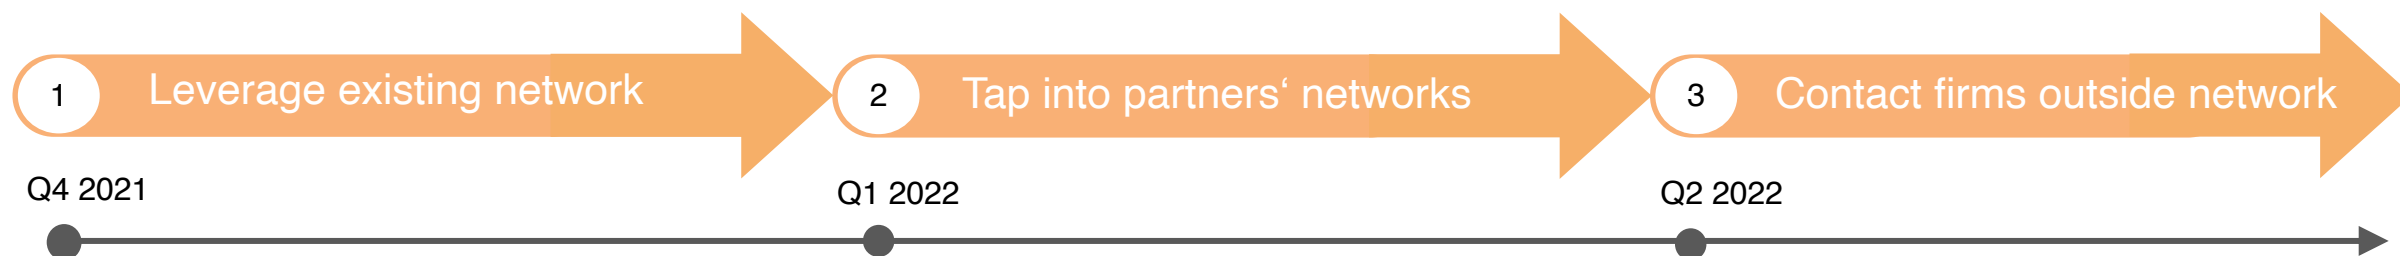 1 Leverage existing network
2 Tap into partners‘ networks
3 Contact firms outside network
Q4 2021
Q1 2022
Q2 2022